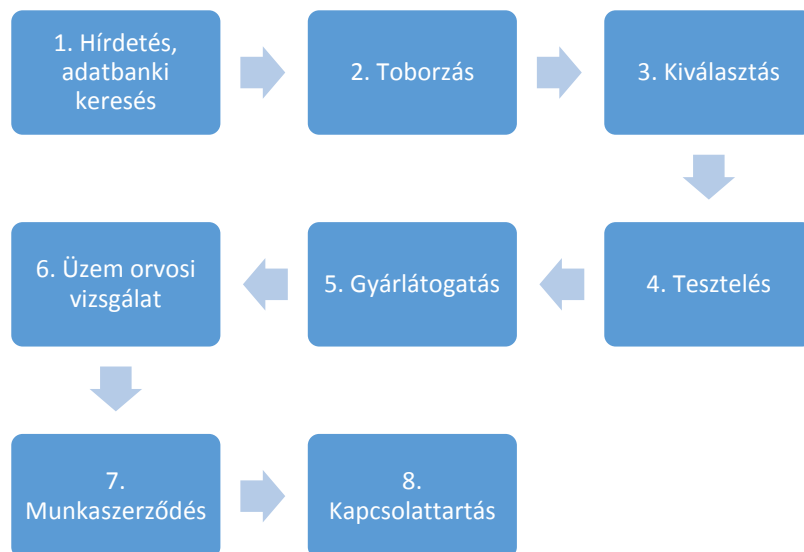 1. Hírdetés,
adatbanki
keresés
2. Toborzás
3. Kiválasztás
4. Tesztelés
5. Gyárlátogatás
6. Üzem orvosi
vizsgálat
7.
Munkaszerződés
8.
Kapcsolattartás